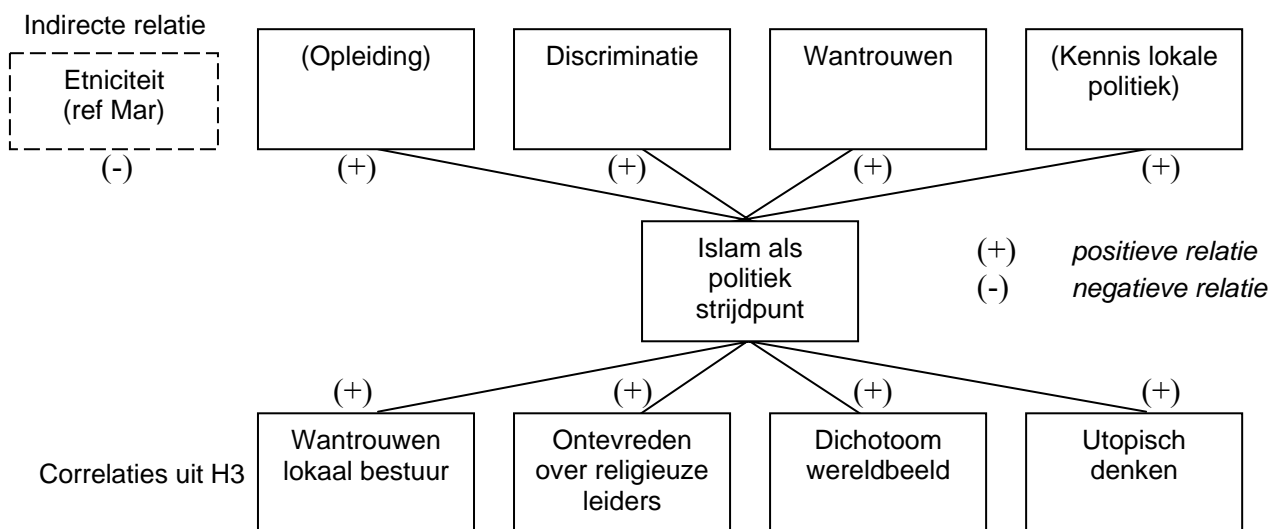 Indirecte relatie
Etniciteit
(ref Mar)
(-)
(Opleiding)
(+)
Discriminatie
(+)
Wantrouwen
(+)
(Kennis lokale
politiek)
(+)
Islam als
politiek
strijdpunt
(+) positieve relatie
(-) negatieve relatie
Correlaties uit H3
(+)
Wantrouwen
lokaal bestuur
(+)
Ontevreden
over religieuze
leiders
(+)
Dichotoom
wereldbeeld
(+)
Utopisch
denken